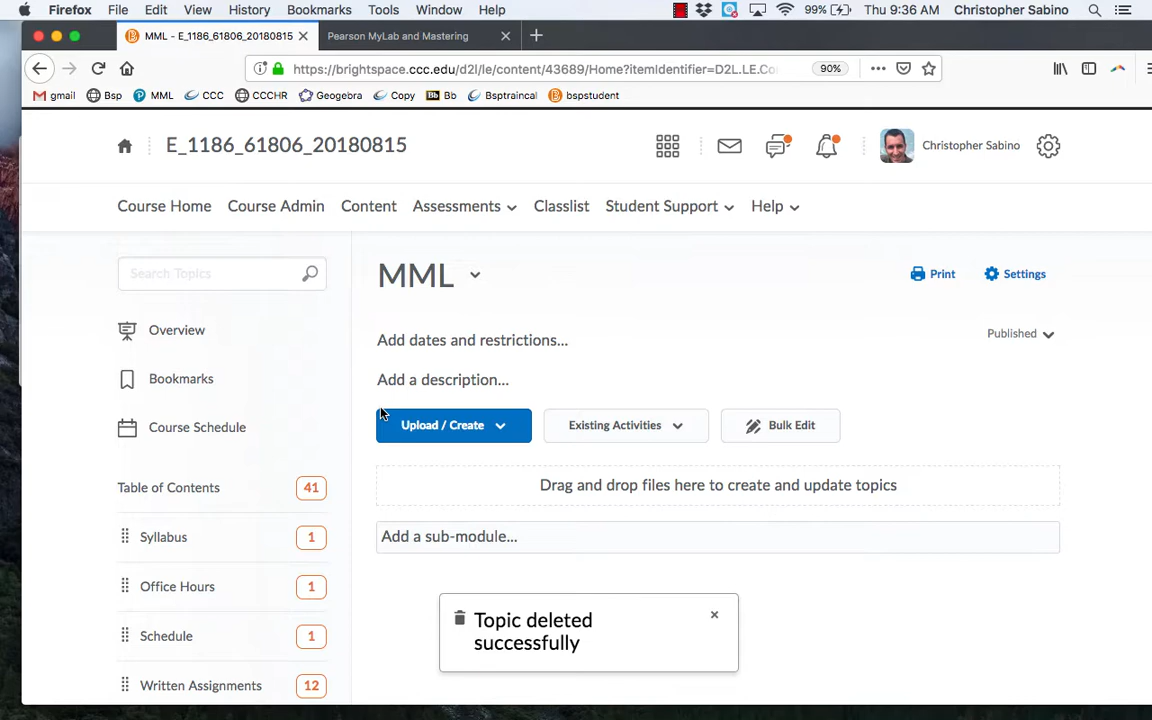 Firefox File Edit View History Bookmarks Tools Window Help 99% Thu 9:36 AM Christopher Sabino
MML - E_1186_61806_20180815 Pearson MyLab and Mastering
https://brightspace.ccc.edu/d2l/le/content/43689/Home?itemIdentifier=D2L.LE.Co 90%
gmail Bsp MML CCC CCCHR Geogebra Copy Bb Bb Bsptraincal bspstudent
E_1186_61806_20180815 Christopher Sabino
Course Home Course Admin Content Assessments Classlist Student Support Help
Search Topics
MML Print Settings
Overview
Add dates and restrictions... Published
Bookmarks
Add a description...
Course Schedule
Upload / Create Existing Activities Bulk Edit
Table of Contents 41
Drag and drop files here to create and update topics
Syllabus 1
Add a sub-module...
Office Hours 1
Topic deleted
successfully
Schedule 1
Written Assignments 12